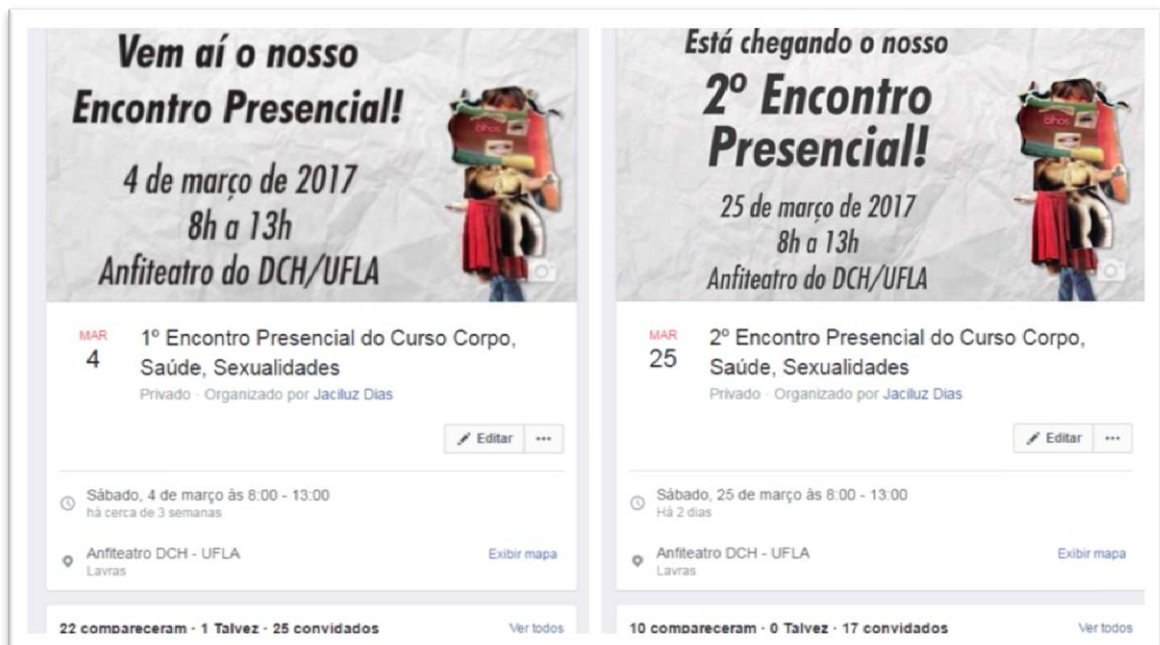 Vem aí o nosso
Encontro Presencial!
4 de março de 2017
8h a 13h
Anfiteatro do DCH/UFLA
olhos
MAR
4
1º Encontro Presencial do Curso Corpo,
Saúde, Sexualidades
Privado · Organizado por Jaciluz Dias
Editar
Sábado, 4 de março às 8:00 - 13:00
há cerca de 3 semanas
Anfiteatro DCH - UFLA
Exibir mapa
Lavras
22 compareceram · 1 Talvez · 25 convidados
Ver todos
Está chegando o nosso
2º Encontro
Presencial!
25 de março de 2017
8h a 13h
Anfiteatro do DCH/UFLA
olhos
MAR
25
2º Encontro Presencial do Curso Corpo,
Saúde, Sexualidades
Privado · Organizado por Jaciluz Dias
Editar
Sábado, 25 de março às 8:00 - 13:00
Há 2 dias
Anfiteatro DCH - UFLA
Exibir mapa
Lavras
10 compareceram · 0 Talvez · 17 convidados
Ver todos